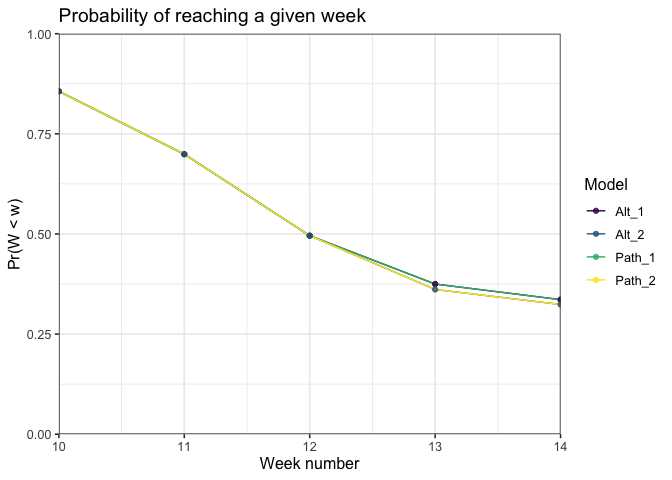 Probability of reaching a given week
1.00
0.75
0.50
0.25
0.00
Pr(W < w)
10 11 12 13 14
Week number
Model
Alt_1
Alt_2
Path_1
Path_2